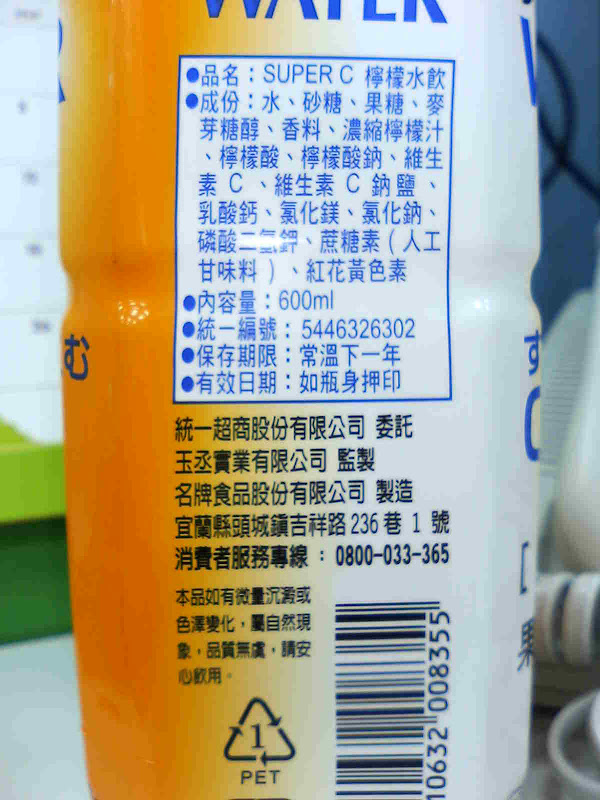 WATER
●品名：SUPER C 檸檬水飲
●成份：水、砂糖、果糖、麥
芽糖醇、香料、濃縮檸檬汁
、檸檬酸、檸檬酸鈉、維生
素 C 、維生素 C 鈉鹽 、
乳酸鈣、氯化鎂、氯化鈉、
磷酸二氫鉀、蔗糖素（人工
甘味料 ）、紅花黃色素
●內容量：600ml
●統一編號：5446326302
●保存期限：常溫下一年
●有效日期：如瓶身押印
統一超商股份有限公司 委託
玉丞實業有限公司 監製
名牌食品股份有限公司 製造
宜蘭縣頭城鎮吉祥路 236 巷 1 號
消費者服務專線：0800-033-365
本品如有微量沉澱或
色澤變化，屬自然現
象，品質無虞，請安
心飲用。
1
PET
10632 008355
む
す
果